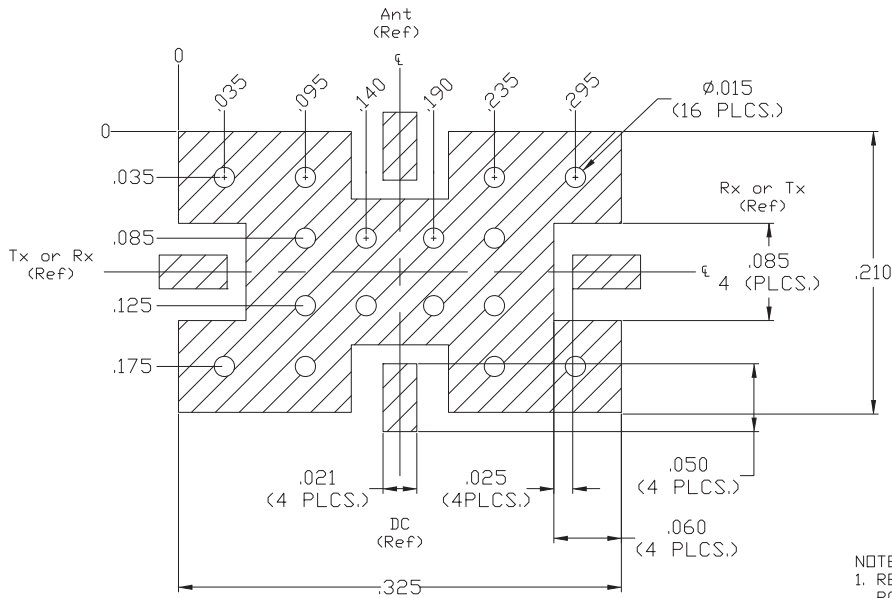 Ant
(Ref)
0
℄
.035
.095
.140
.190
.235
.295
Ø.015
(16 PLCS.)
0
.035
Rx or Tx
(Ref)
.085
Tx or Rx
(Ref)
℄
.085
4 (PLCS.)
.210
.125
.175
.021
(4 PLCS.)
.025
(4PLCS.)
.050
(4 PLCS.)
DC
(Ref)
.060
(4 PLCS.)
.325
NOTE
1. RE